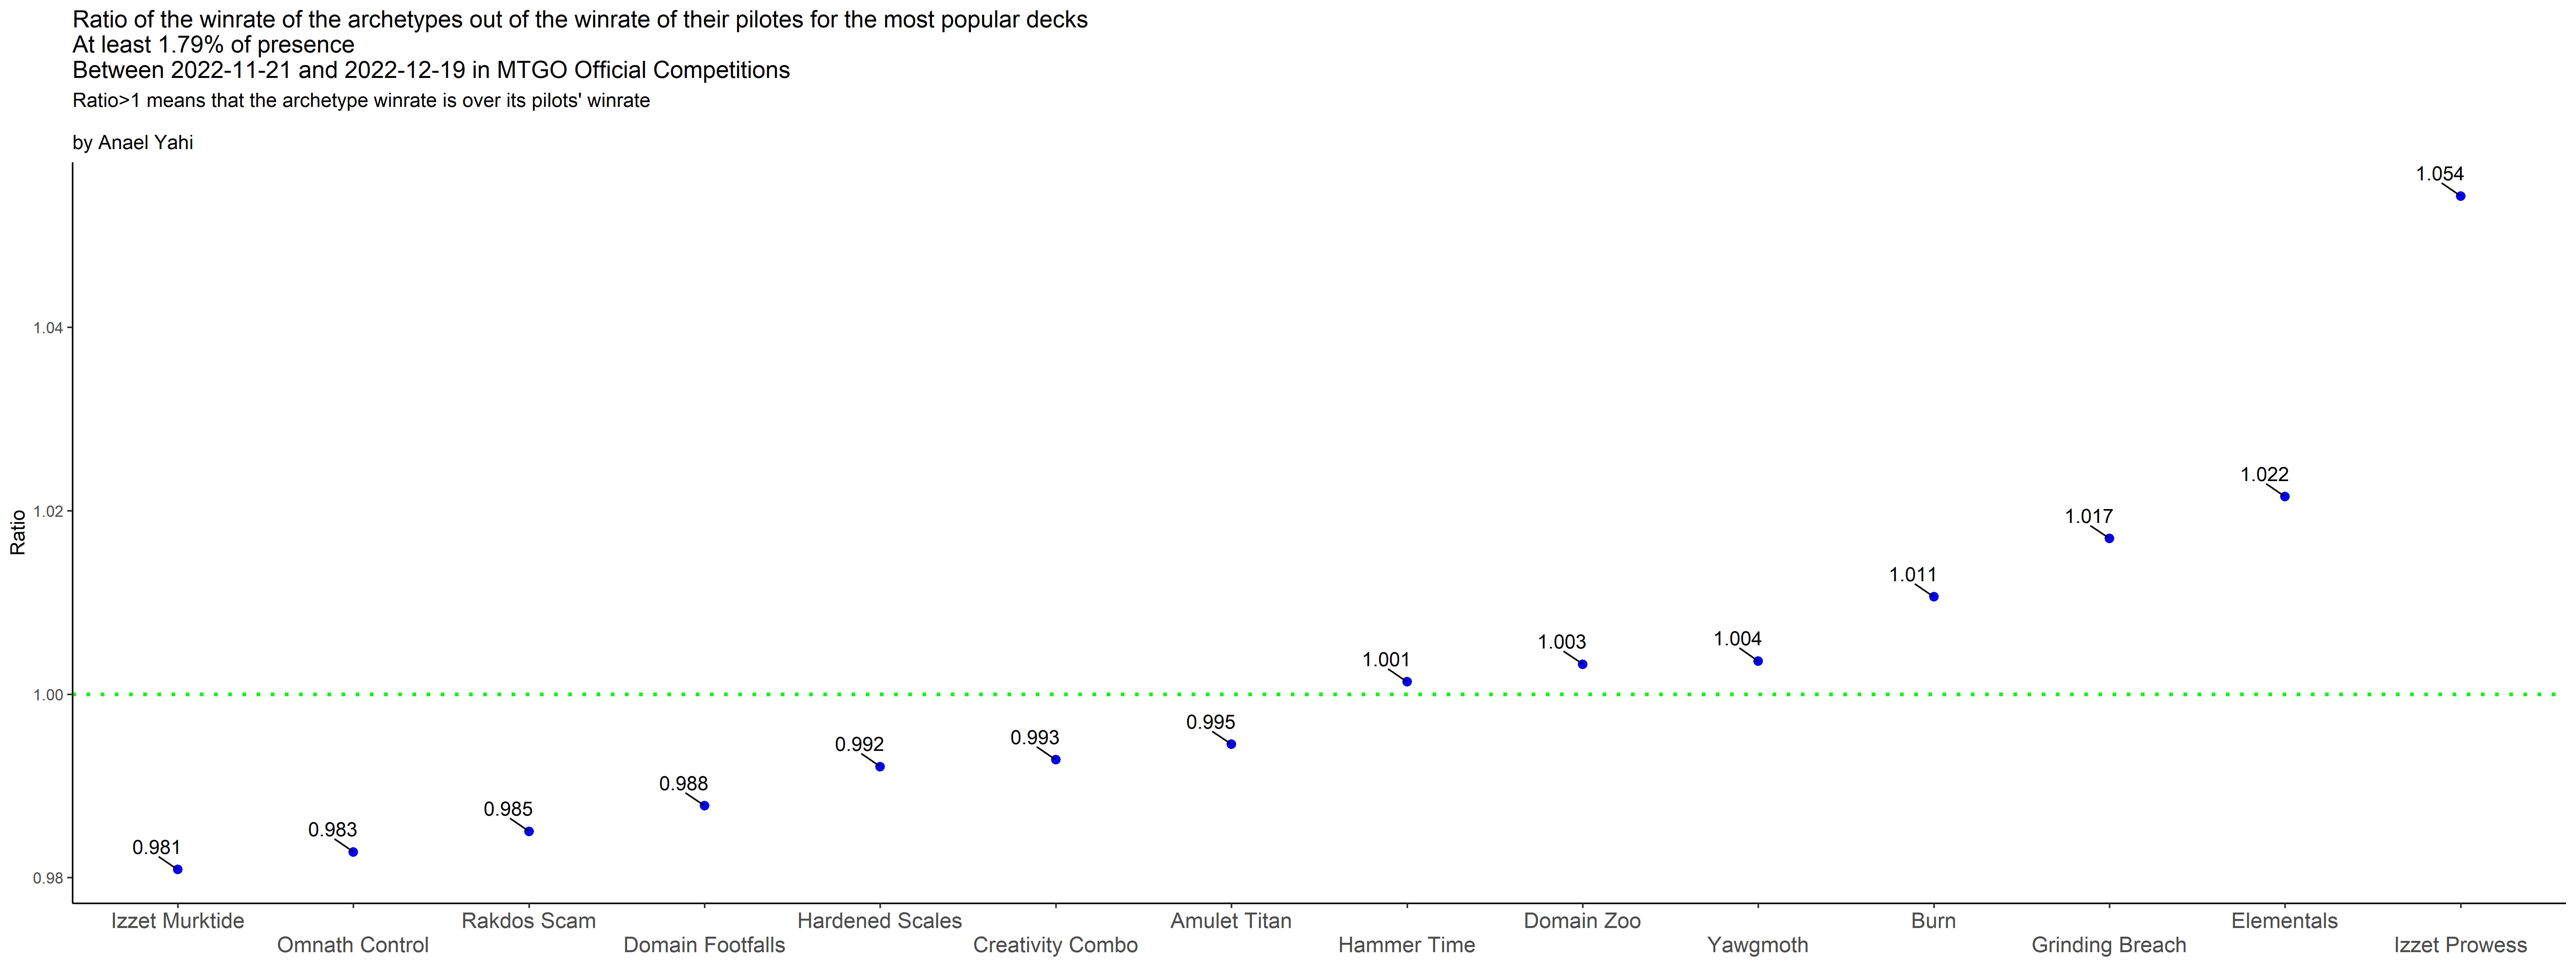 Ratio of the winrate of the archetypes out of the winrate of their pilotes for the most popular decks
At least 1.79% of presence
Between 2022-11-21 and 2022-12-19 in MTGO Official Competitions
Ratio>1 means that the archetype winrate is over its pilots' winrate
by Anael Yahi
1.054
1.04
1.022
1.02
1.017
Ratio
1.011
1.004
1.003
1.001
1.00
0.995
0.993
0.992
0.988
0.985
0.983
0.981
0.98
Izzet Murktide
Omnath Control
Rakdos Scam
Domain Footfalls
Hardened Scales
Creativity Combo
Amulet Titan
Hammer Time
Domain Zoo
Yawgmoth
Burn
Grinding Breach
Elementals
Izzet Prowess